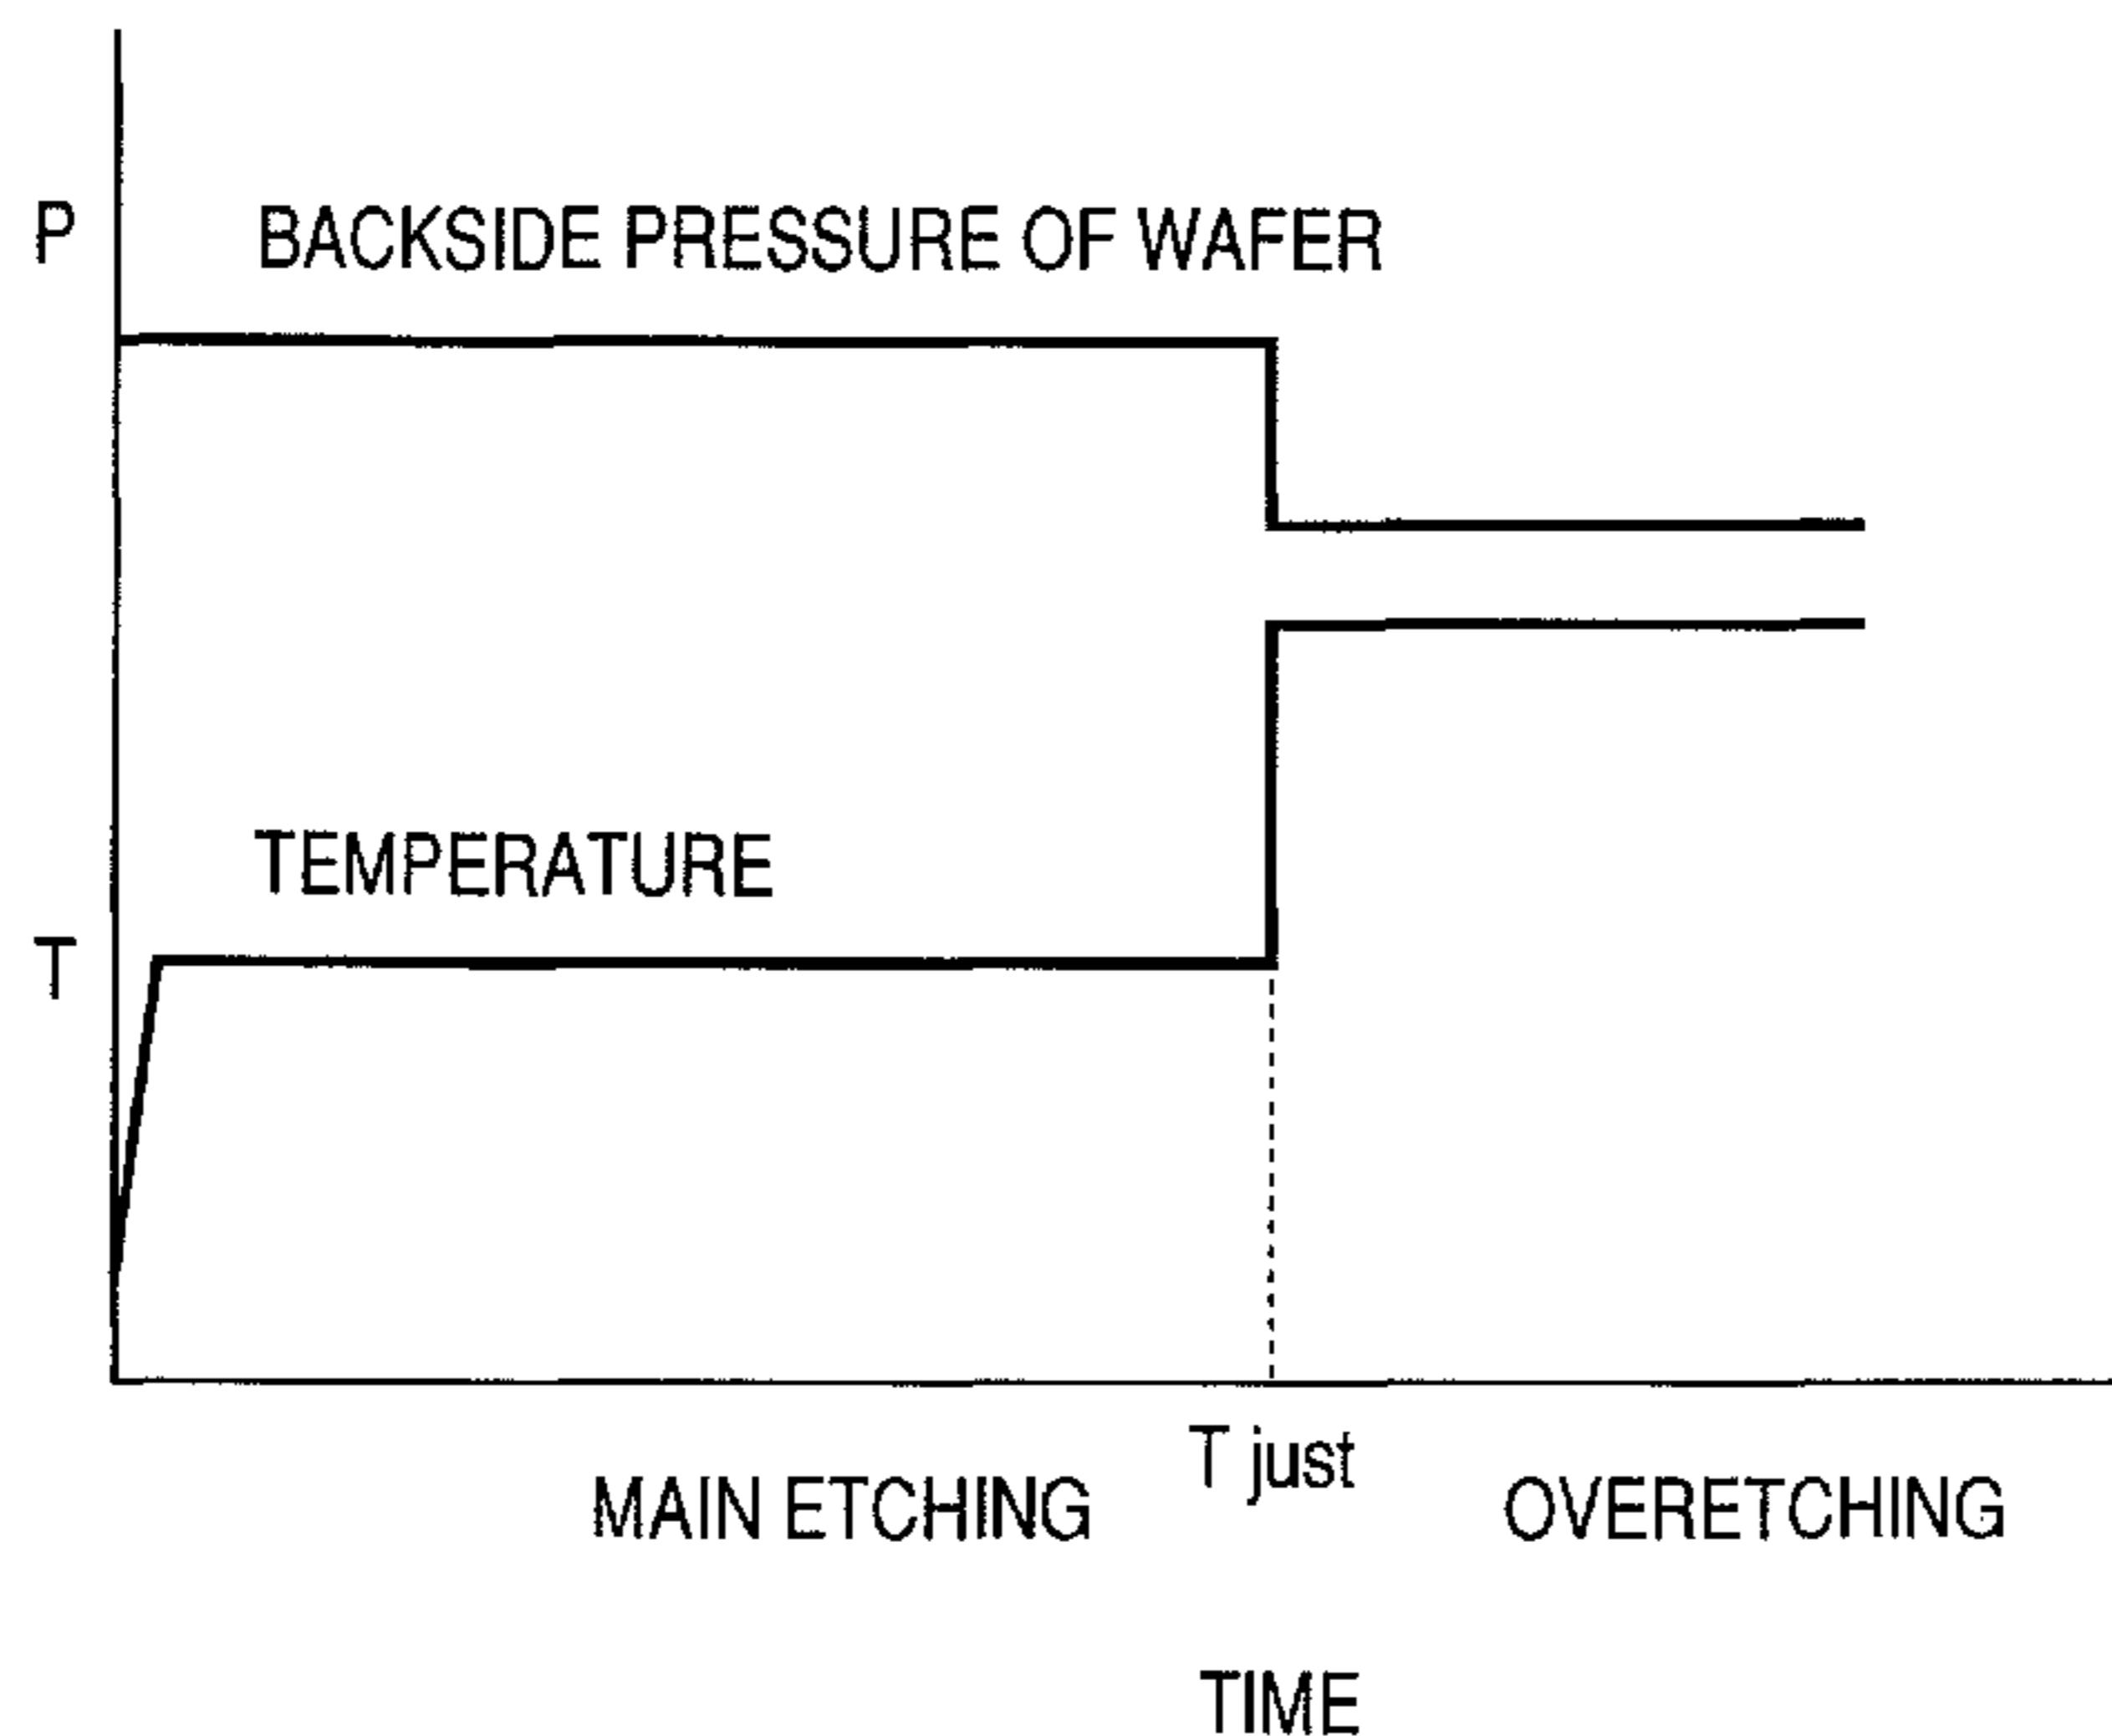 P
BACKSIDE PRESSURE OF WAFER
TEMPERATURE
T
T just
MAIN ETCHING
OVERETCHING
TIME